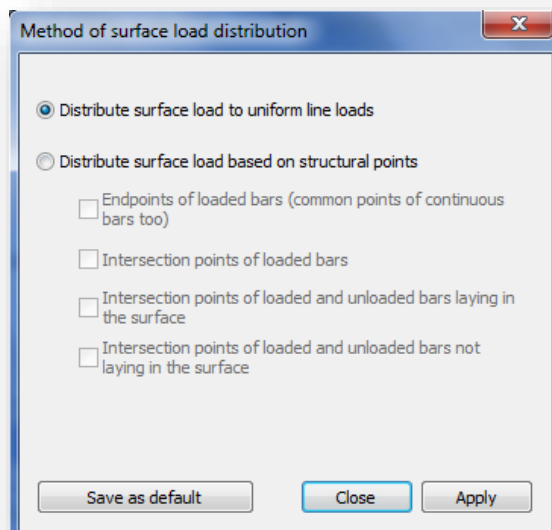 Method of surface load distribution
Distribute surface load to uniform line loads
Distribute surface load based on structural points
Endpoints of loaded bars (common points of continuous
bars too)
Intersection points of loaded bars
Intersection points of loaded and unloaded bars laying in
the surface
Intersection points of loaded and unloaded bars not
laying in the surface
Save as default Close Apply